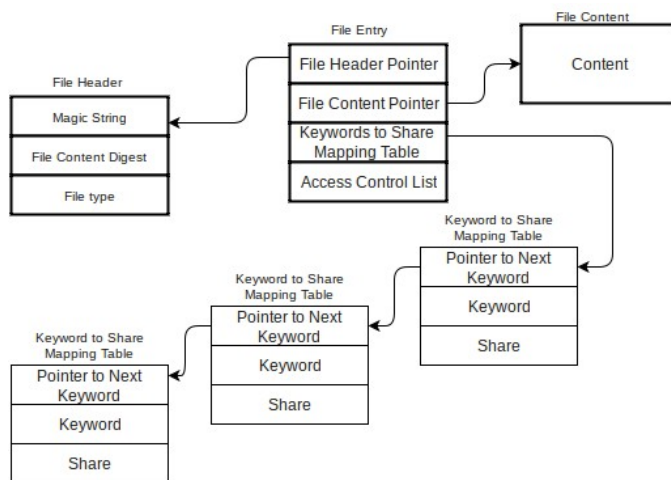 File Content
Content
File Entry
File Header Pointer
File Content Pointer
Keywords to Share
Mapping Table
Access Control List
File Header
Magic String
File Content Digest
File type
Keyword to Share
Mapping Table
Pointer to Next
Keyword
Keyword
Share
Keyword to Share
Mapping Table
Pointer to Next
Keyword
Keyword
Share
Keyword to Share
Mapping Table
Pointer to Next
Keyword
Keyword
Share